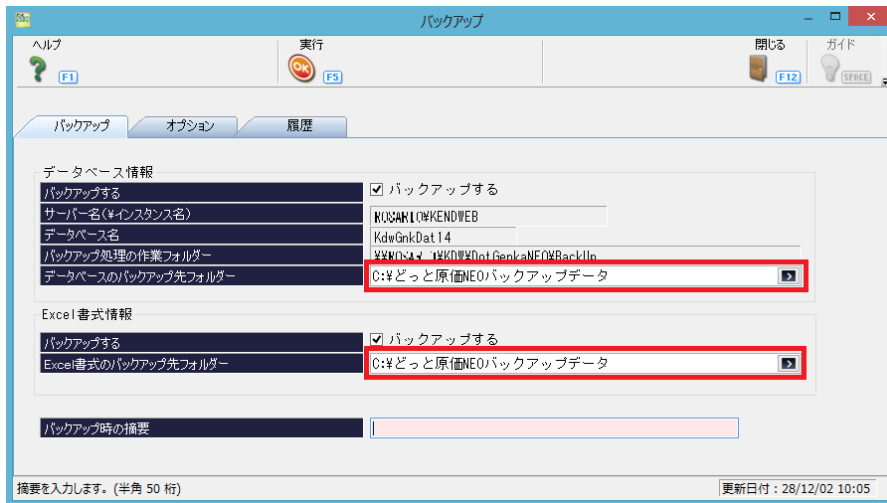 バックアップ
ヘルプ
F1
実行
OK
F5
閉じる
F12
ガイド
SPACE
バックアップ
オプション
履歴
データベース情報
バックアップする
バックアップする
サーバー名(¥インスタンス名)
¥KENDWEB
データベース名
KdwGnkDat14
バックアップ処理の作業フォルダー
¥KDW¥DotGenkaNEO¥BackUp
データベースのバックアップ先フォルダー
C:¥どっと原価NEOバックアップデータ
Excel書式情報
バックアップする
バックアップする
Excel書式のバックアップ先フォルダー
C:¥どっと原価NEOバックアップデータ
バックアップ時の摘要
摘要を入力します。(半角 50 桁)
更新日付 : 28/12/02 10:05